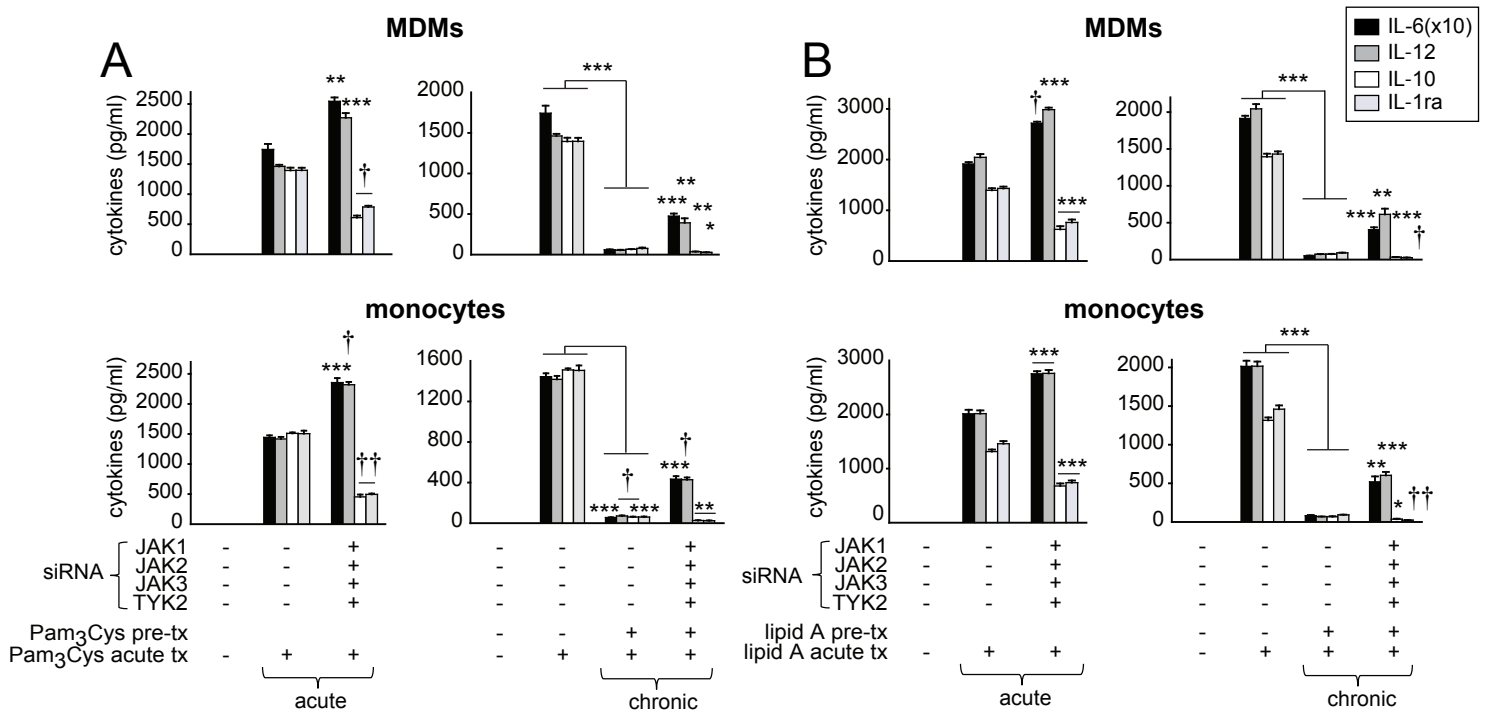 A
MDMs
cytokines (pg/ml)
2500
2000
1500
1000
500
0
**
***
†
2000
1500
1000
500
0
***
***
**
**
*
monocytes
cytokines (pg/ml)
2500
2000
1500
1000
500
0
***
†
††
1600
1200
800
400
0
***
†
***
***
†
**
siRNA
JAK1 - - + - - - +
JAK2 - - + - - - +
JAK3 - - + - - - +
TYK2 - - + - - - +
Pam3Cys pre-tx - - + +
Pam3Cys acute tx - + + - + + +
acute
chronic
B
MDMs
cytokines (pg/ml)
3000
2000
1000
0
†
***
***
2000
1500
1000
500
0
***
***
**
***
†
IL-6(x10)
IL-12
IL-10
IL-1ra
monocytes
cytokines (pg/ml)
3000
2000
1000
0
***
***
2000
1500
1000
500
0
***
**
***
*
††
siRNA
JAK1 - - + - - - +
JAK2 - - + - - - +
JAK3 - - + - - - +
TYK2 - - + - - - +
lipid A pre-tx - - + +
lipid A acute tx - + + - + + +
acute
chronic